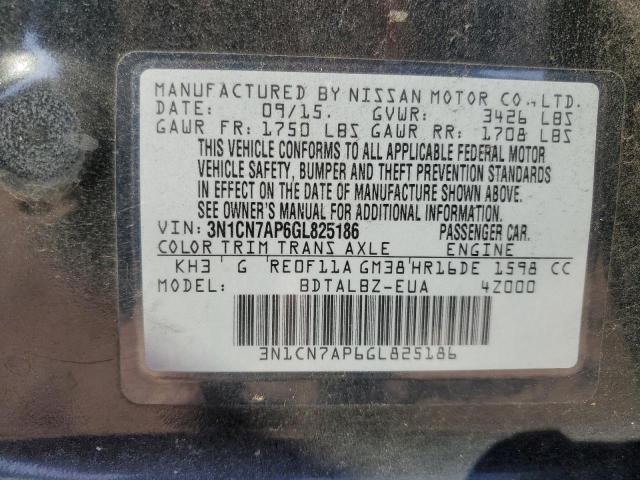 MANUFACTURED BY NISSAN MOTOR CO., LTD.
DATE: 09/15. GVWR: 3426 LBS
GAWR FR: 1750 LBS GAWR RR: 1708 LBS
THIS VEHICLE CONFORMS TO ALL APPLICABLE FEDERAL MOTOR
VEHICLE SAFETY, BUMPER AND THEFT PREVENTION STANDARDS
IN EFFECT ON THE DATE OF MANUFACTURE SHOWN ABOVE.
SEE OWNER'S MANUAL FOR ADDITIONAL INFORMATION.
VIN: 3N1CN7AP6GL825186 PASSENGER CAR.
COLOR TRIM TRANS AXLE ENGINE
KH3 G RE0F11A GM38 HR16DE 1598 CC
MODEL: BDTALBZ-EUA 4Z000
3N1CN7AP6GL825186